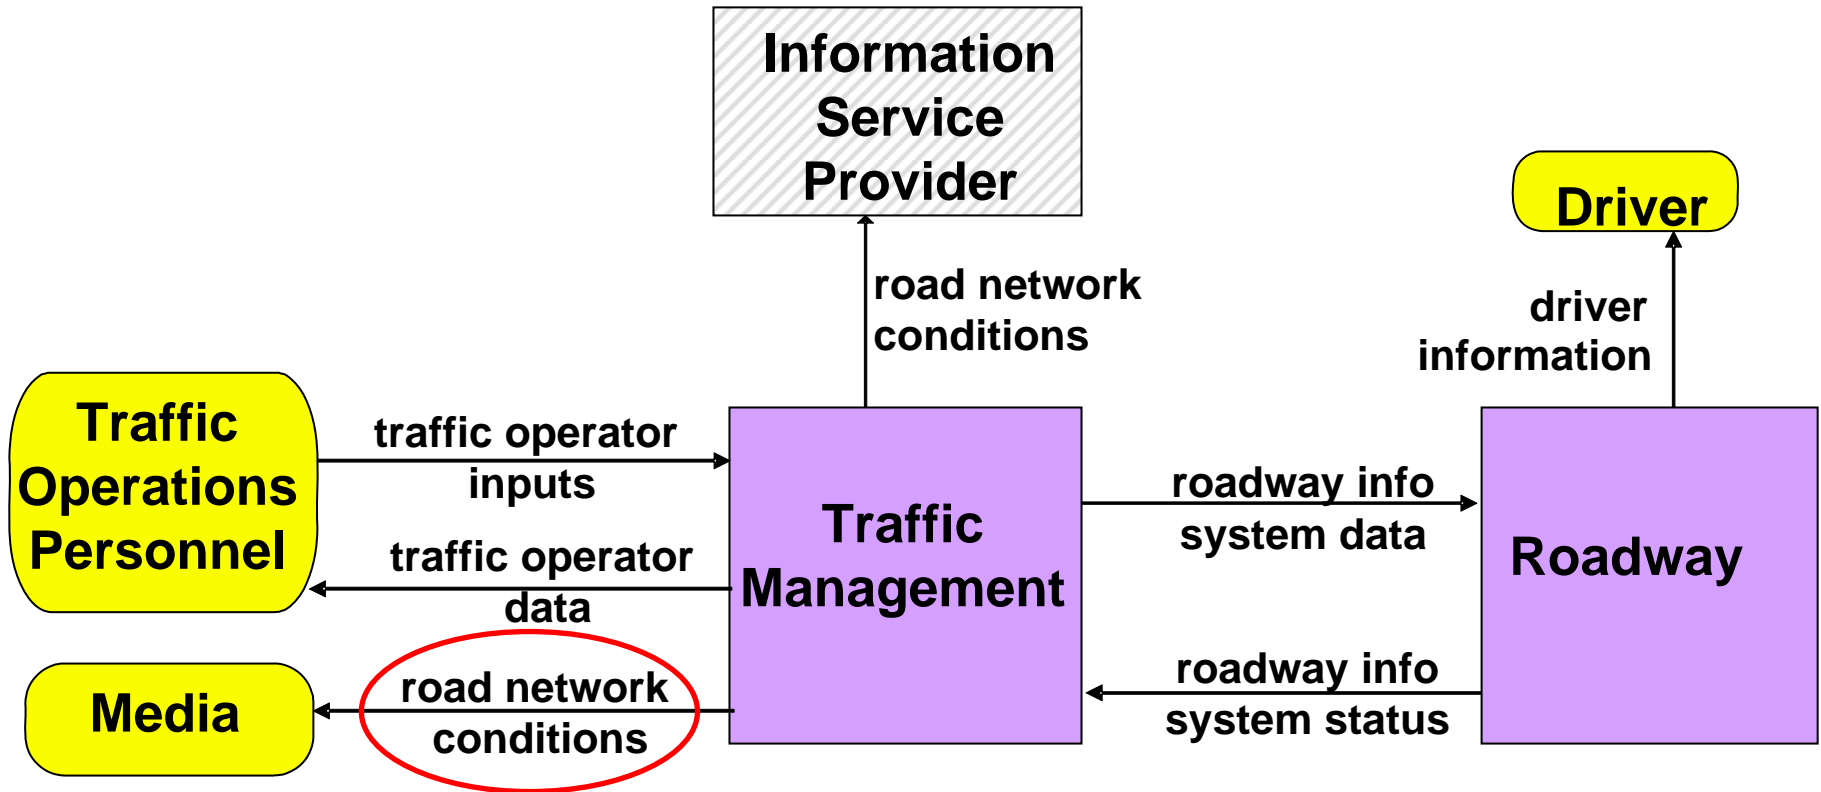 Information
Service
Provider
Driver
road network
conditions
driver
information
Traffic
Operations
Personnel
traffic operator
inputs
traffic operator
data
Traffic
Management
roadway info
system data
Roadway
Media
road network
conditions
roadway info
system status